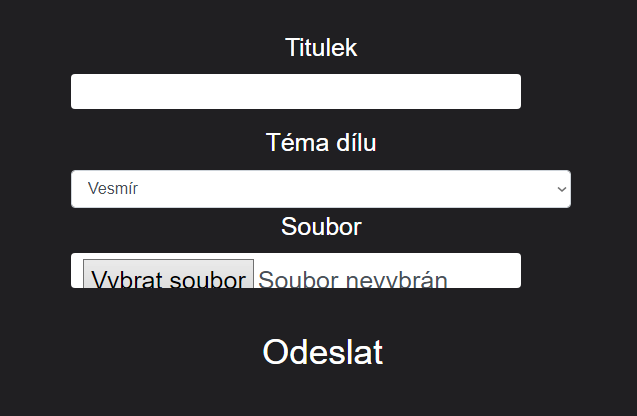 Titulek
Téma dílu
Vesmír
Soubor
Vybrat soubor Soubor nevybrán
Odeslat